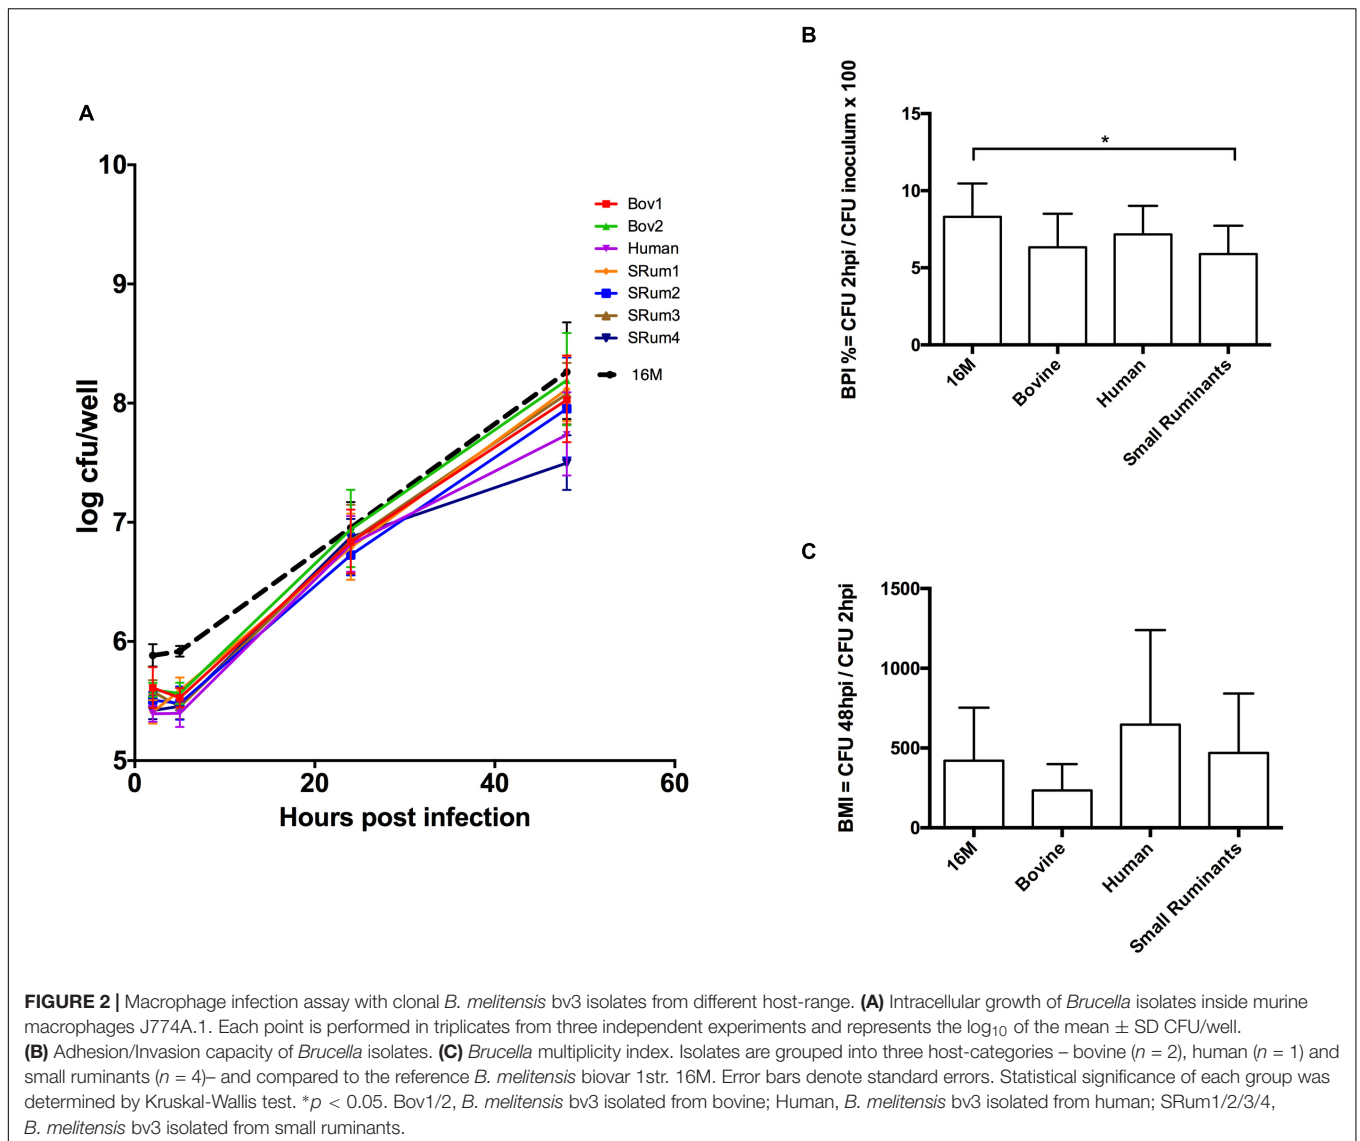 A
log cfu/well
10
9
8
7
6
5
0
20
40
60
Hours post infection
Bov1
Bov2
Human
SRum1
SRum2
SRum3
SRum4
16M
B
BPI %= CFU 2hpi / CFU inoculum x 100
15
10
5
0
*
16M
Bovine
Human
Small Ruminants
C
BMI = CFU 48hpi / CFU 2hpi
1500
1000
500
0
16M
Bovine
Human
Small Ruminants
FIGURE 2 | Macrophage infection assay with clonal B. melitensis bv3 isolates from different host-range. (A) Intracellular growth of Brucella isolates inside murine
macrophages J774A.1. Each point is performed in triplicates from three independent experiments and represents the log₁₀ of the mean ± SD CFU/well.
(B) Adhesion/Invasion capacity of Brucella isolates. (C) Brucella multiplicity index. Isolates are grouped into three host-categories – bovine (n = 2), human (n = 1) and
small ruminants (n = 4)– and compared to the reference B. melitensis biovar 1str. 16M. Error bars denote standard errors. Statistical significance of each group was
determined by Kruskal-Wallis test. *p < 0.05. Bov1/2, B. melitensis bv3 isolated from bovine; Human, B. melitensis bv3 isolated from human; SRum1/2/3/4,
B. melitensis bv3 isolated from small ruminants.